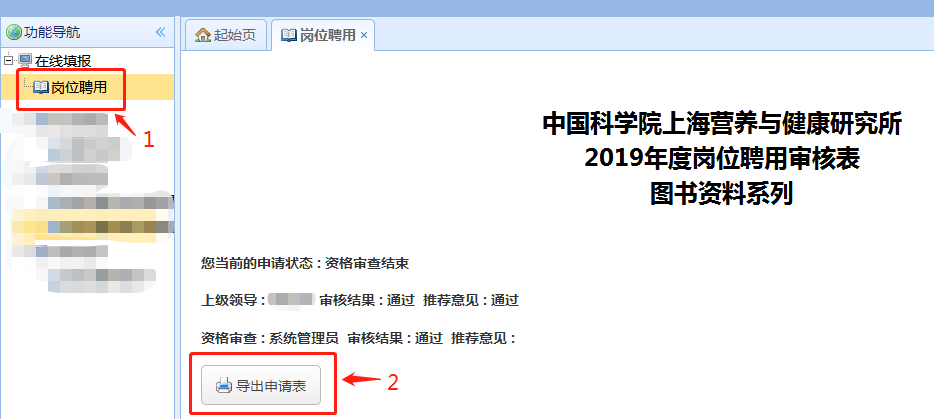 功能导航
起始页
岗位聘用
在线填报
岗位聘用
1
中国科学院上海营养与健康研究所
2019年度岗位聘用审核表
图书资料系列
您当前的申请状态：资格审查结束
上级领导： 审核结果：通过 推荐意见：通过
资格审查：系统管理员 审核结果：通过 推荐意见：
导出申请表
2